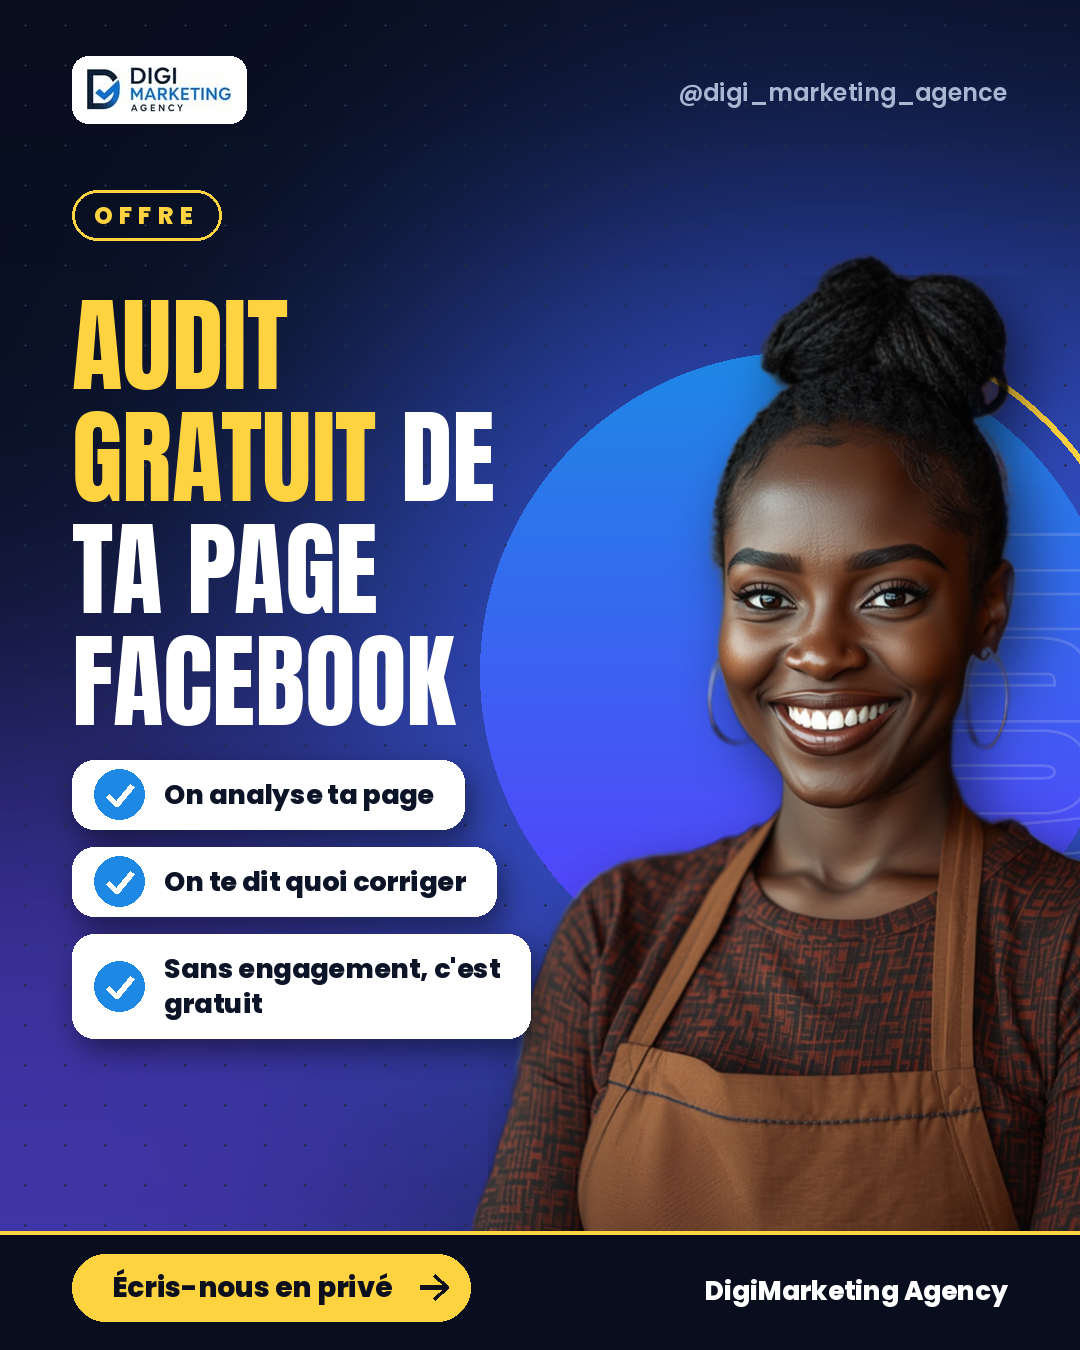 DIGI
MARKETING
AGENCY
@digi_marketing_agence
OFFRE
AUDIT
GRATUIT DE
TA PAGE
FACEBOOK
On analyse ta page
On te dit quoi corriger
Sans engagement, c'est
gratuit
Écris-nous en privé
DigiMarketing Agency